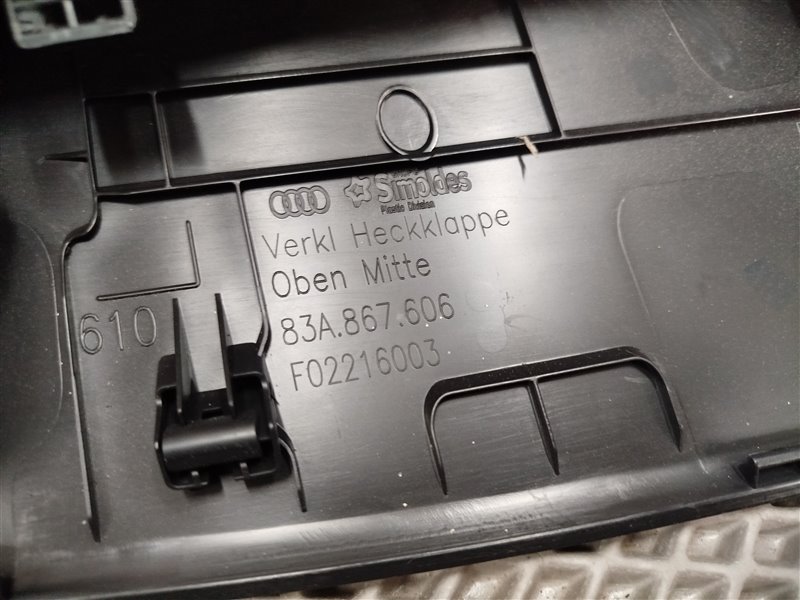 Simoldes
Plastic Division
Verkl Heckklappe
Oben Mitte
83A.867.606
F02216003
610